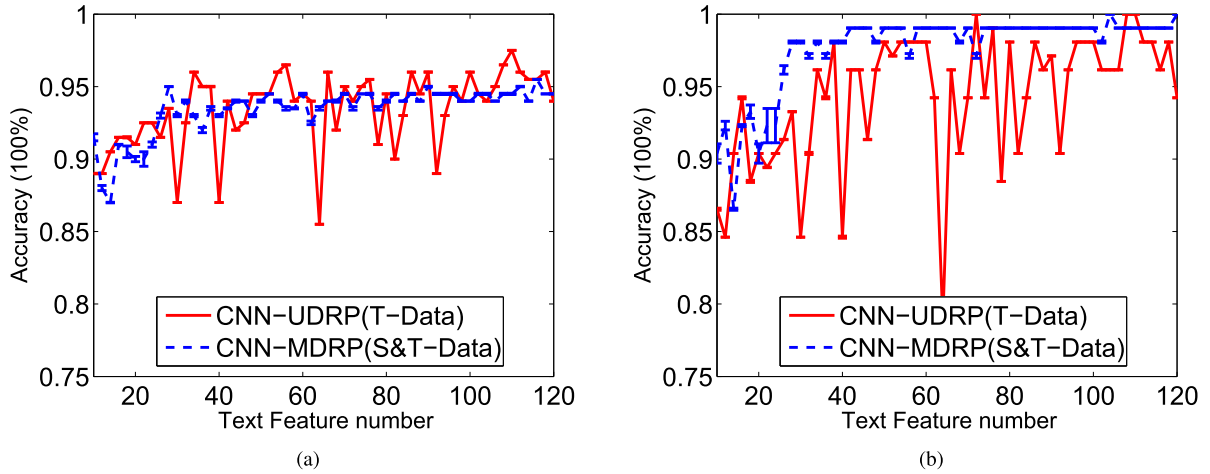 1
0.95
0.9
0.85
0.8
0.75
Accuracy (100%)
CNN−UDRP(T−Data)
CNN−MDRP(S&T−Data)
20 40 60 80 100 120
Text Feature number
(a)
1
0.95
0.9
0.85
0.8
0.75
Accuracy (100%)
CNN−UDRP(T−Data)
CNN−MDRP(S&T−Data)
20 40 60 80 100 120
Text Feature number
(b)